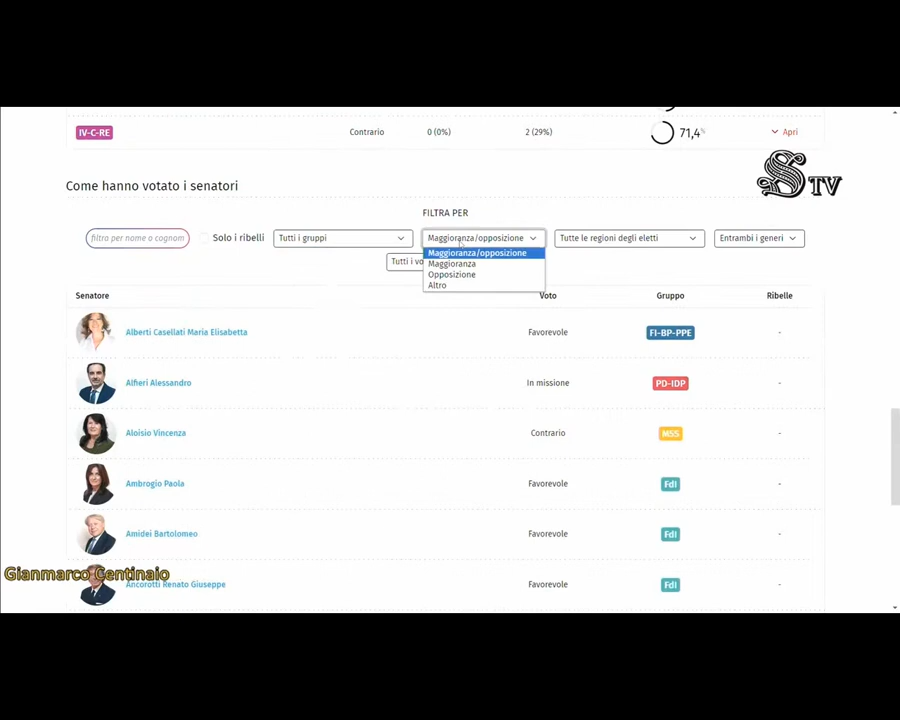 IV-C-RE Contrario 0 (0%) 2 (29%) 71,4% Apri
Come hanno votato i senatori
S TV
FILTRA PER
filtra per nome o cognom Solo i ribelli Tutti i gruppi Maggioranza/opposizione Tutte le regioni degli eletti Entrambi i generi
Maggioranza/opposizione
Tutti i vo
Maggioranza
Opposizione
Altro
Senatore Voto Gruppo Ribelle
Alberti Casellati Maria Elisabetta Favorevole FI-BP-PPE -
Alfieri Alessandro In missione PD-IDP -
Aloisio Vincenza Contrario M5S -
Ambrogio Paola Favorevole FdI -
Amidei Bartolomeo Favorevole FdI -
Gianmarco Centinaio
Ancorotti Renato Giuseppe Favorevole FdI -